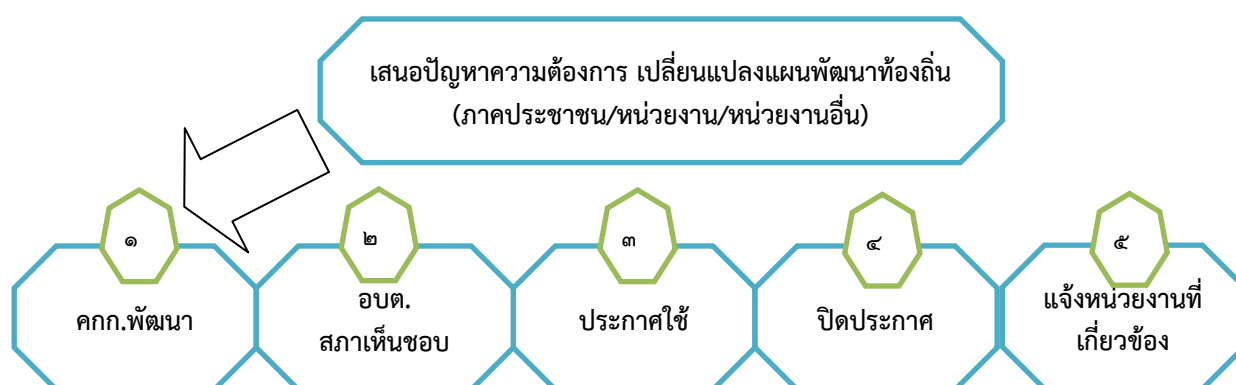 เสนอปัญหาความต้องการ เปลี่ยนแปลงแผนพัฒนาท้องถิ่น
(ภาคประชาชน/หน่วยงาน/หน่วยงานอื่น)
๑
คกก.พัฒนา
๒
อบต.
สภาเห็นชอบ
๓
ประกาศใช้
๔
ปิดประกาศ
๕
แจ้งหน่วยงานที่
เกี่ยวข้อง